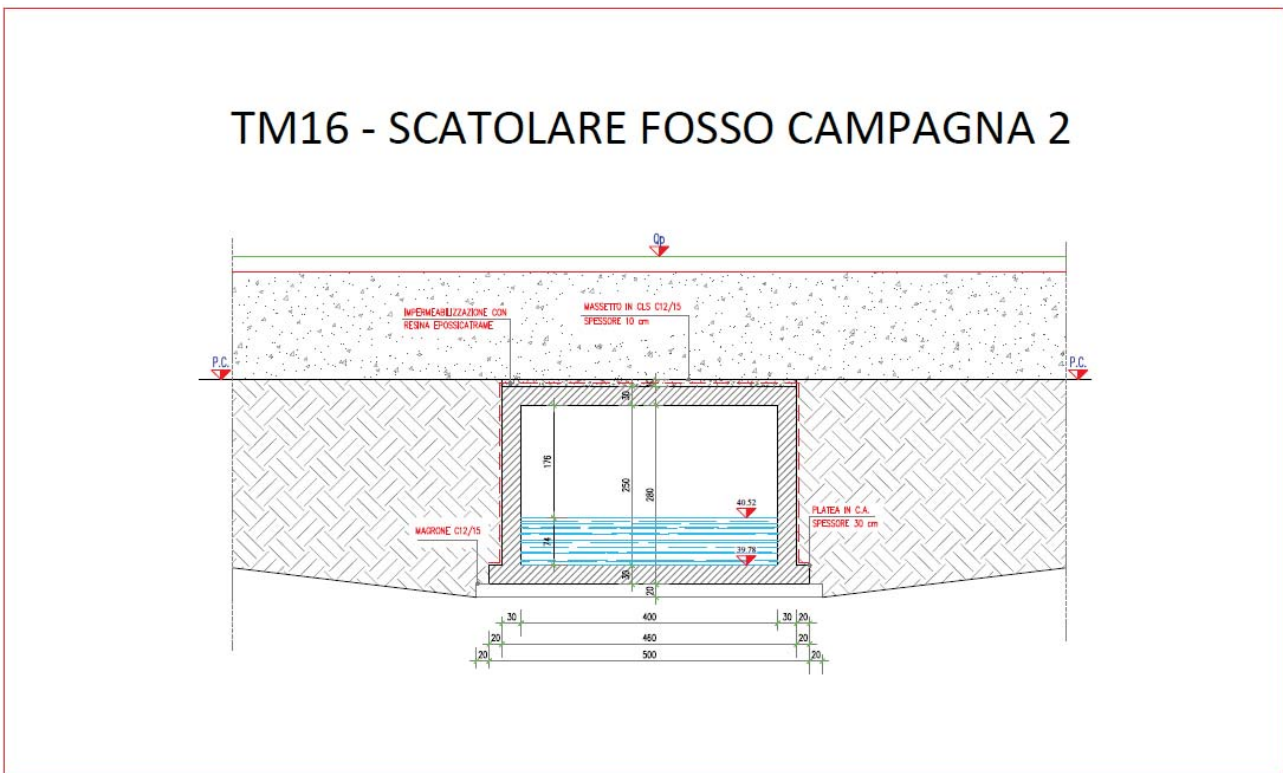 TM16 - SCATOLARE FOSSO CAMPAGNA 2
Qp
IMPERMEABILIZZAZIONE CON
RESINA EPOSSICATRAME
MASSETTO IN CLS C12/15
SPESSORE 10 cm
P.C.
P.C.
30
176
250
280
40.52
PLATEA IN C.A.
SPESSORE 30 cm
MAGRONE C12/15
74
39.78
30
20
30
400
30
20
20
460
20
20
500
20